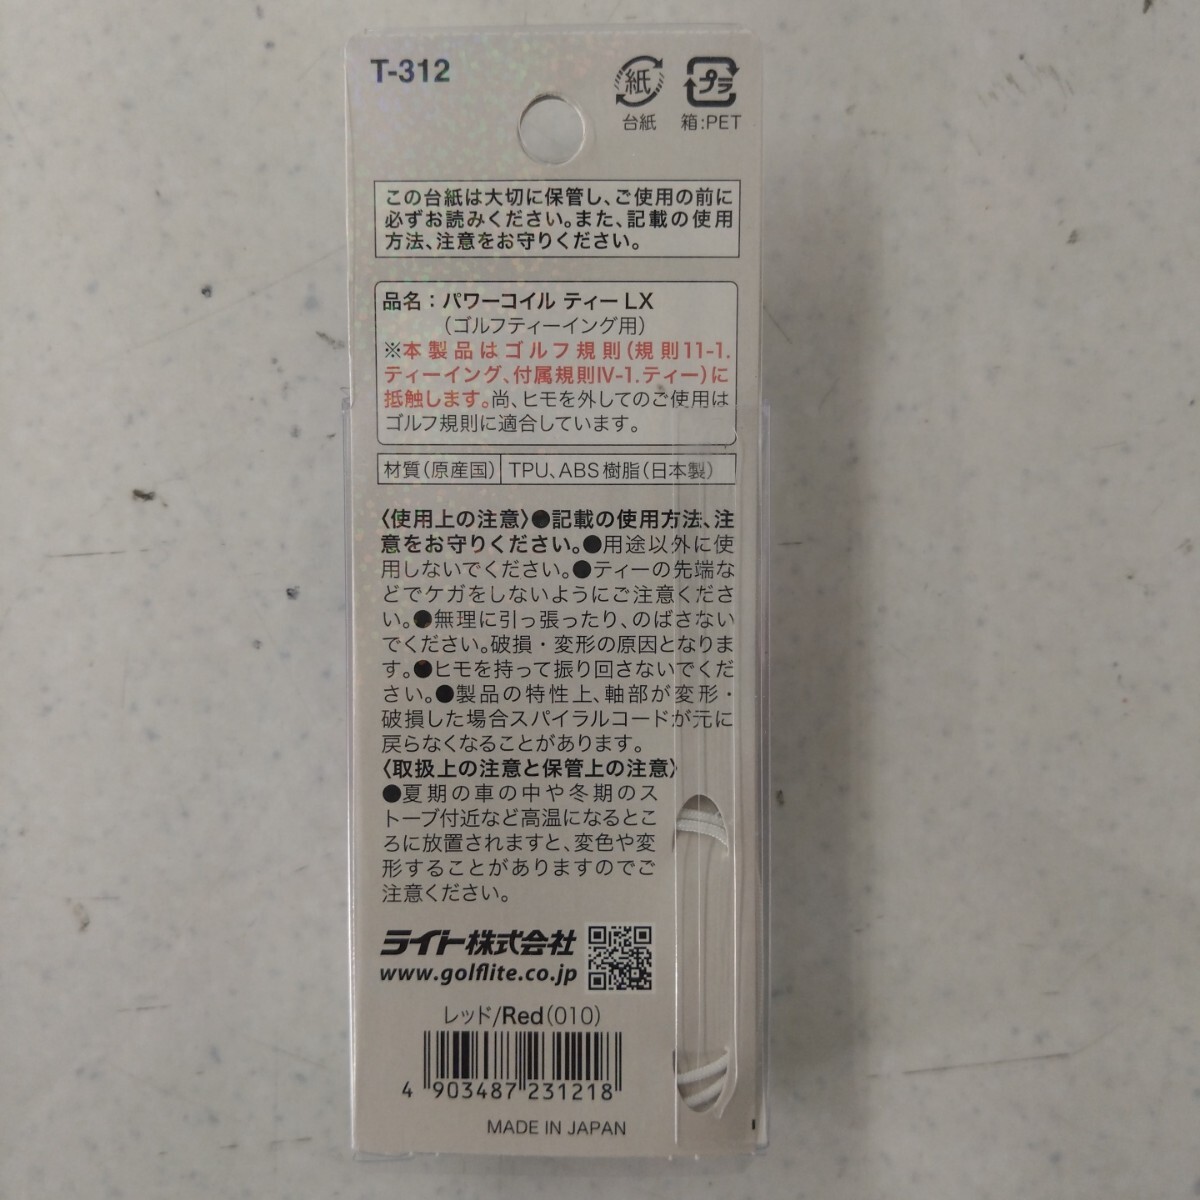 T-312
紙 プラ
台紙 箱:PET
この台紙は大切に保管し、ご使用の前に
必ずお読みください。また、記載の使用
方法、注意をお守りください。
品名：パワーコイル ティー LX
（ゴルフティーイング用）
※本製品はゴルフ規則（規則11-1.
ティーイング、付属規則Ⅳ-1.ティー）に
抵触します。尚、ヒモを外してのご使用は
ゴルフ規則に適合しています。
材質（原産国） TPU、ABS樹脂（日本製）
〈使用上の注意〉●記載の使用方法、注
意をお守りください。●用途以外に使
用しないでください。●ティーの先端な
どでケガをしないようにご注意くださ
い。●無理に引っ張ったり、のばさない
でください。破損・変形の原因となりま
す。●ヒモを持って振り回さないでくだ
さい。●製品の特性上、軸部が変形・
破損した場合スパイラルコードが元に
戻らなくなることがあります。
〈取扱上の注意と保管上の注意〉
●夏期の車の中や冬期のス
トーブ付近など高温になるとこ
ろに放置されますと、変色や変
形することがありますのでご
注意ください。
ライト株式会社
www.golflite.co.jp
レッド/Red(010)
4 903487 231218
MADE IN JAPAN